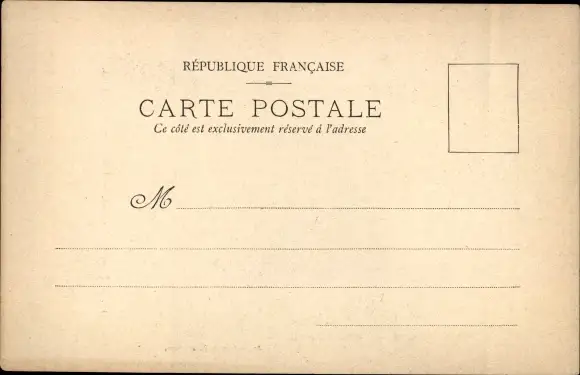 RÉPUBLIQUE FRANÇAISE
CARTE POSTALE
Ce côté est exclusivement réservé à l'adresse
M